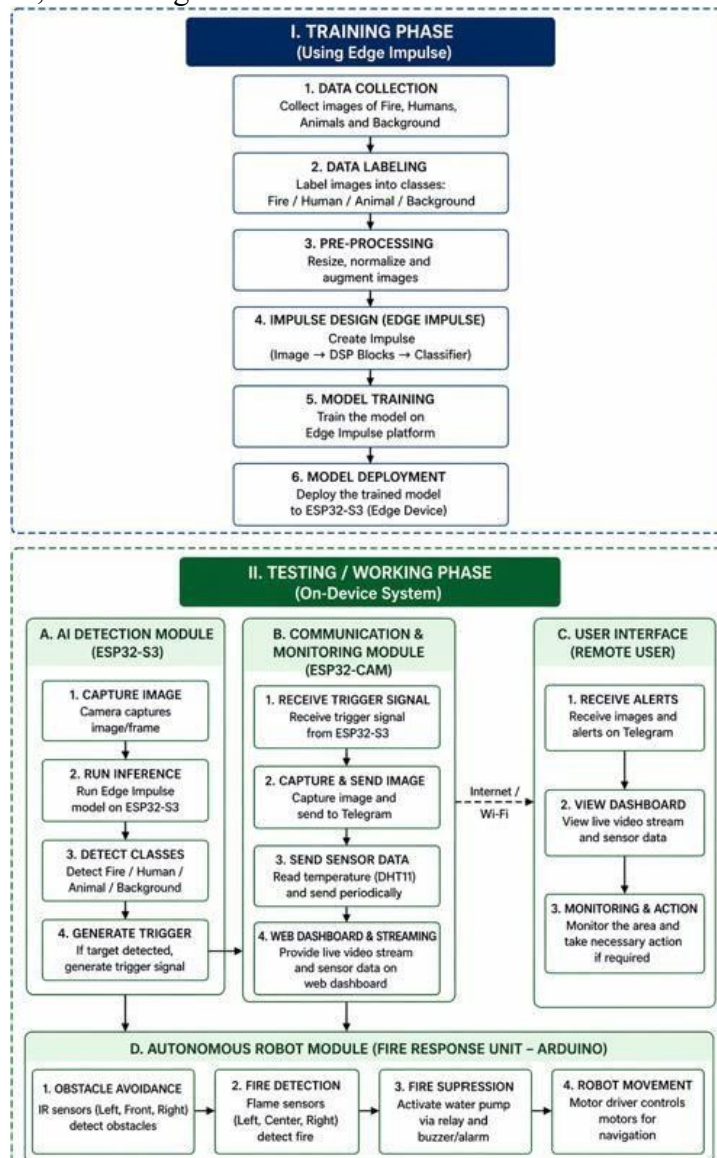 I. TRAINING PHASE
(Using Edge Impulse)
1. DATA COLLECTION
Collect images of Fire, Humans,
Animals and Background
2. DATA LABELING
Label images into classes:
Fire / Human / Animal / Background
3. PRE-PROCESSING
Resize, normalize and
augment images
4. IMPULSE DESIGN (EDGE IMPULSE)
Create Impulse
(Image → DSP Blocks → Classifier)
5. MODEL TRAINING
Train the model on
Edge Impulse platform
6. MODEL DEPLOYMENT
Deploy the trained model
to ESP32-S3 (Edge Device)
II. TESTING / WORKING PHASE
(On-Device System)
A. AI DETECTION MODULE
(ESP32-S3)
1. CAPTURE IMAGE
Camera captures
image/frame
2. RUN INFERENCE
Run Edge Impulse
model on ESP32-S3
3. DETECT CLASSES
Detect Fire / Human /
Animal / Background
4. GENERATE TRIGGER
If target detected,
generate trigger signal
B. COMMUNICATION &
MONITORING MODULE
(ESP32-CAM)
1. RECEIVE TRIGGER SIGNAL
Receive trigger signal
from ESP32-S3
2. CAPTURE & SEND IMAGE
Capture image and
send to Telegram
3. SEND SENSOR DATA
Read temperature (DHT11)
and send periodically
4. WEB DASHBOARD & STREAMING
Provide live video stream
and sensor data on
web dashboard
Internet /
Wi-Fi
C. USER INTERFACE
(REMOTE USER)
1. RECEIVE ALERTS
Receive images and
alerts on Telegram
2. VIEW DASHBOARD
View live video stream
and sensor data
3. MONITORING & ACTION
Monitor the area and
take necessary action
if required
D. AUTONOMOUS ROBOT MODULE (FIRE RESPONSE UNIT – ARDUINO)
1. OBSTACLE AVOIDANCE
IR sensors (Left, Front, Right)
detect obstacles
2. FIRE DETECTION
Flame sensors
(Left, Center, Right)
detect fire
3. FIRE SUPRESSION
Activate water pump
via relay and
buzzer/alarm
4. ROBOT MOVEMENT
Motor driver controls
motors for
navigation